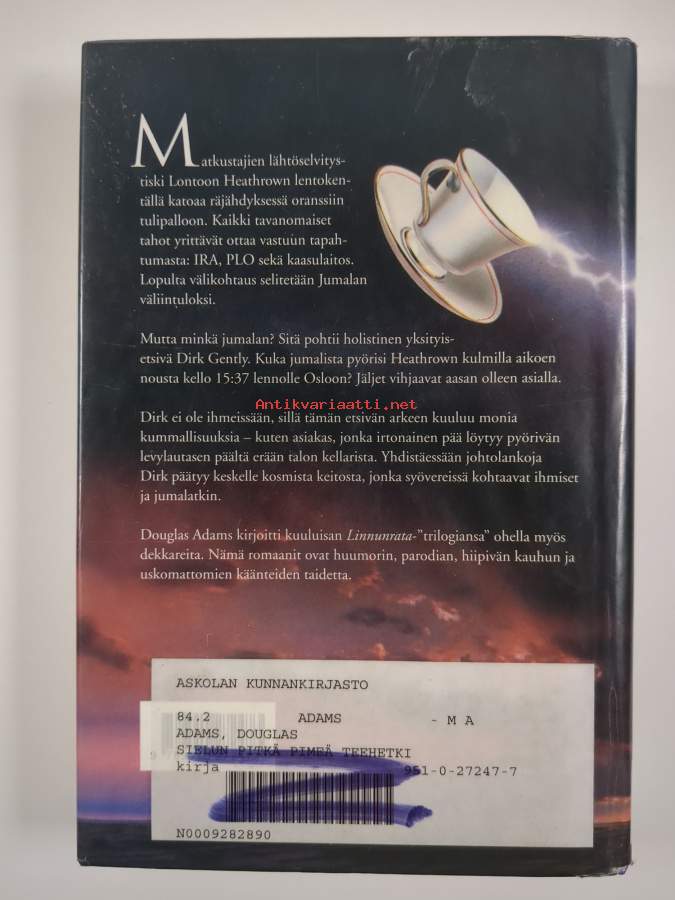 Matkustajien lähtöselvitys-
tiski Lontoon Heathrown lentoken-
tällä katoaa räjähdyksessä oranssiin
tulipalloon. Kaikki tavanomaiset
tahot yrittävät ottaa vastuun tapah-
tumasta: IRA, PLO sekä kaasulaitos.
Lopulta välikohtaus selitetään Jumalan
väliintuloksi.
Mutta minkä jumalan? Sitä pohtii holistinen yksityis-
etsivä Dirk Gently. Kuka jumalista pyörisi Heathrown kulmilla aikoen
nousta kello 15:37 lennolle Osloon? Jäljet vihjaavat aasan olleen asialla.
Antikvariaatti.net
Dirk ei ole ihmeissään, sillä tämän etsivän arkeen kuuluu monia
kummallisuuksia – kuten asiakas, jonka irtonainen pää löytyy pyörivän
levylautasen päältä erään talon kellarista. Yhdistäessään johtolankoja
Dirk päätyy keskelle kosmista keitosta, jonka syövereissä kohtaavat ihmiset
ja jumalatkin.
Douglas Adams kirjoitti kuuluisan Linnunrata-"trilogiansa" ohella myös
dekkareita. Nämä romaanit ovat huumorin, parodian, hiipivän kauhun ja
uskomattomien käänteiden taidetta.
ASKOLAN KUNNANKIRJASTO
84.2 ADAMS - M A
ADAMS, DOUGLAS
SIELUN PITKÄ PIMEÄ TEEHETKI
kirja 951-0-27247-7
N0009282890